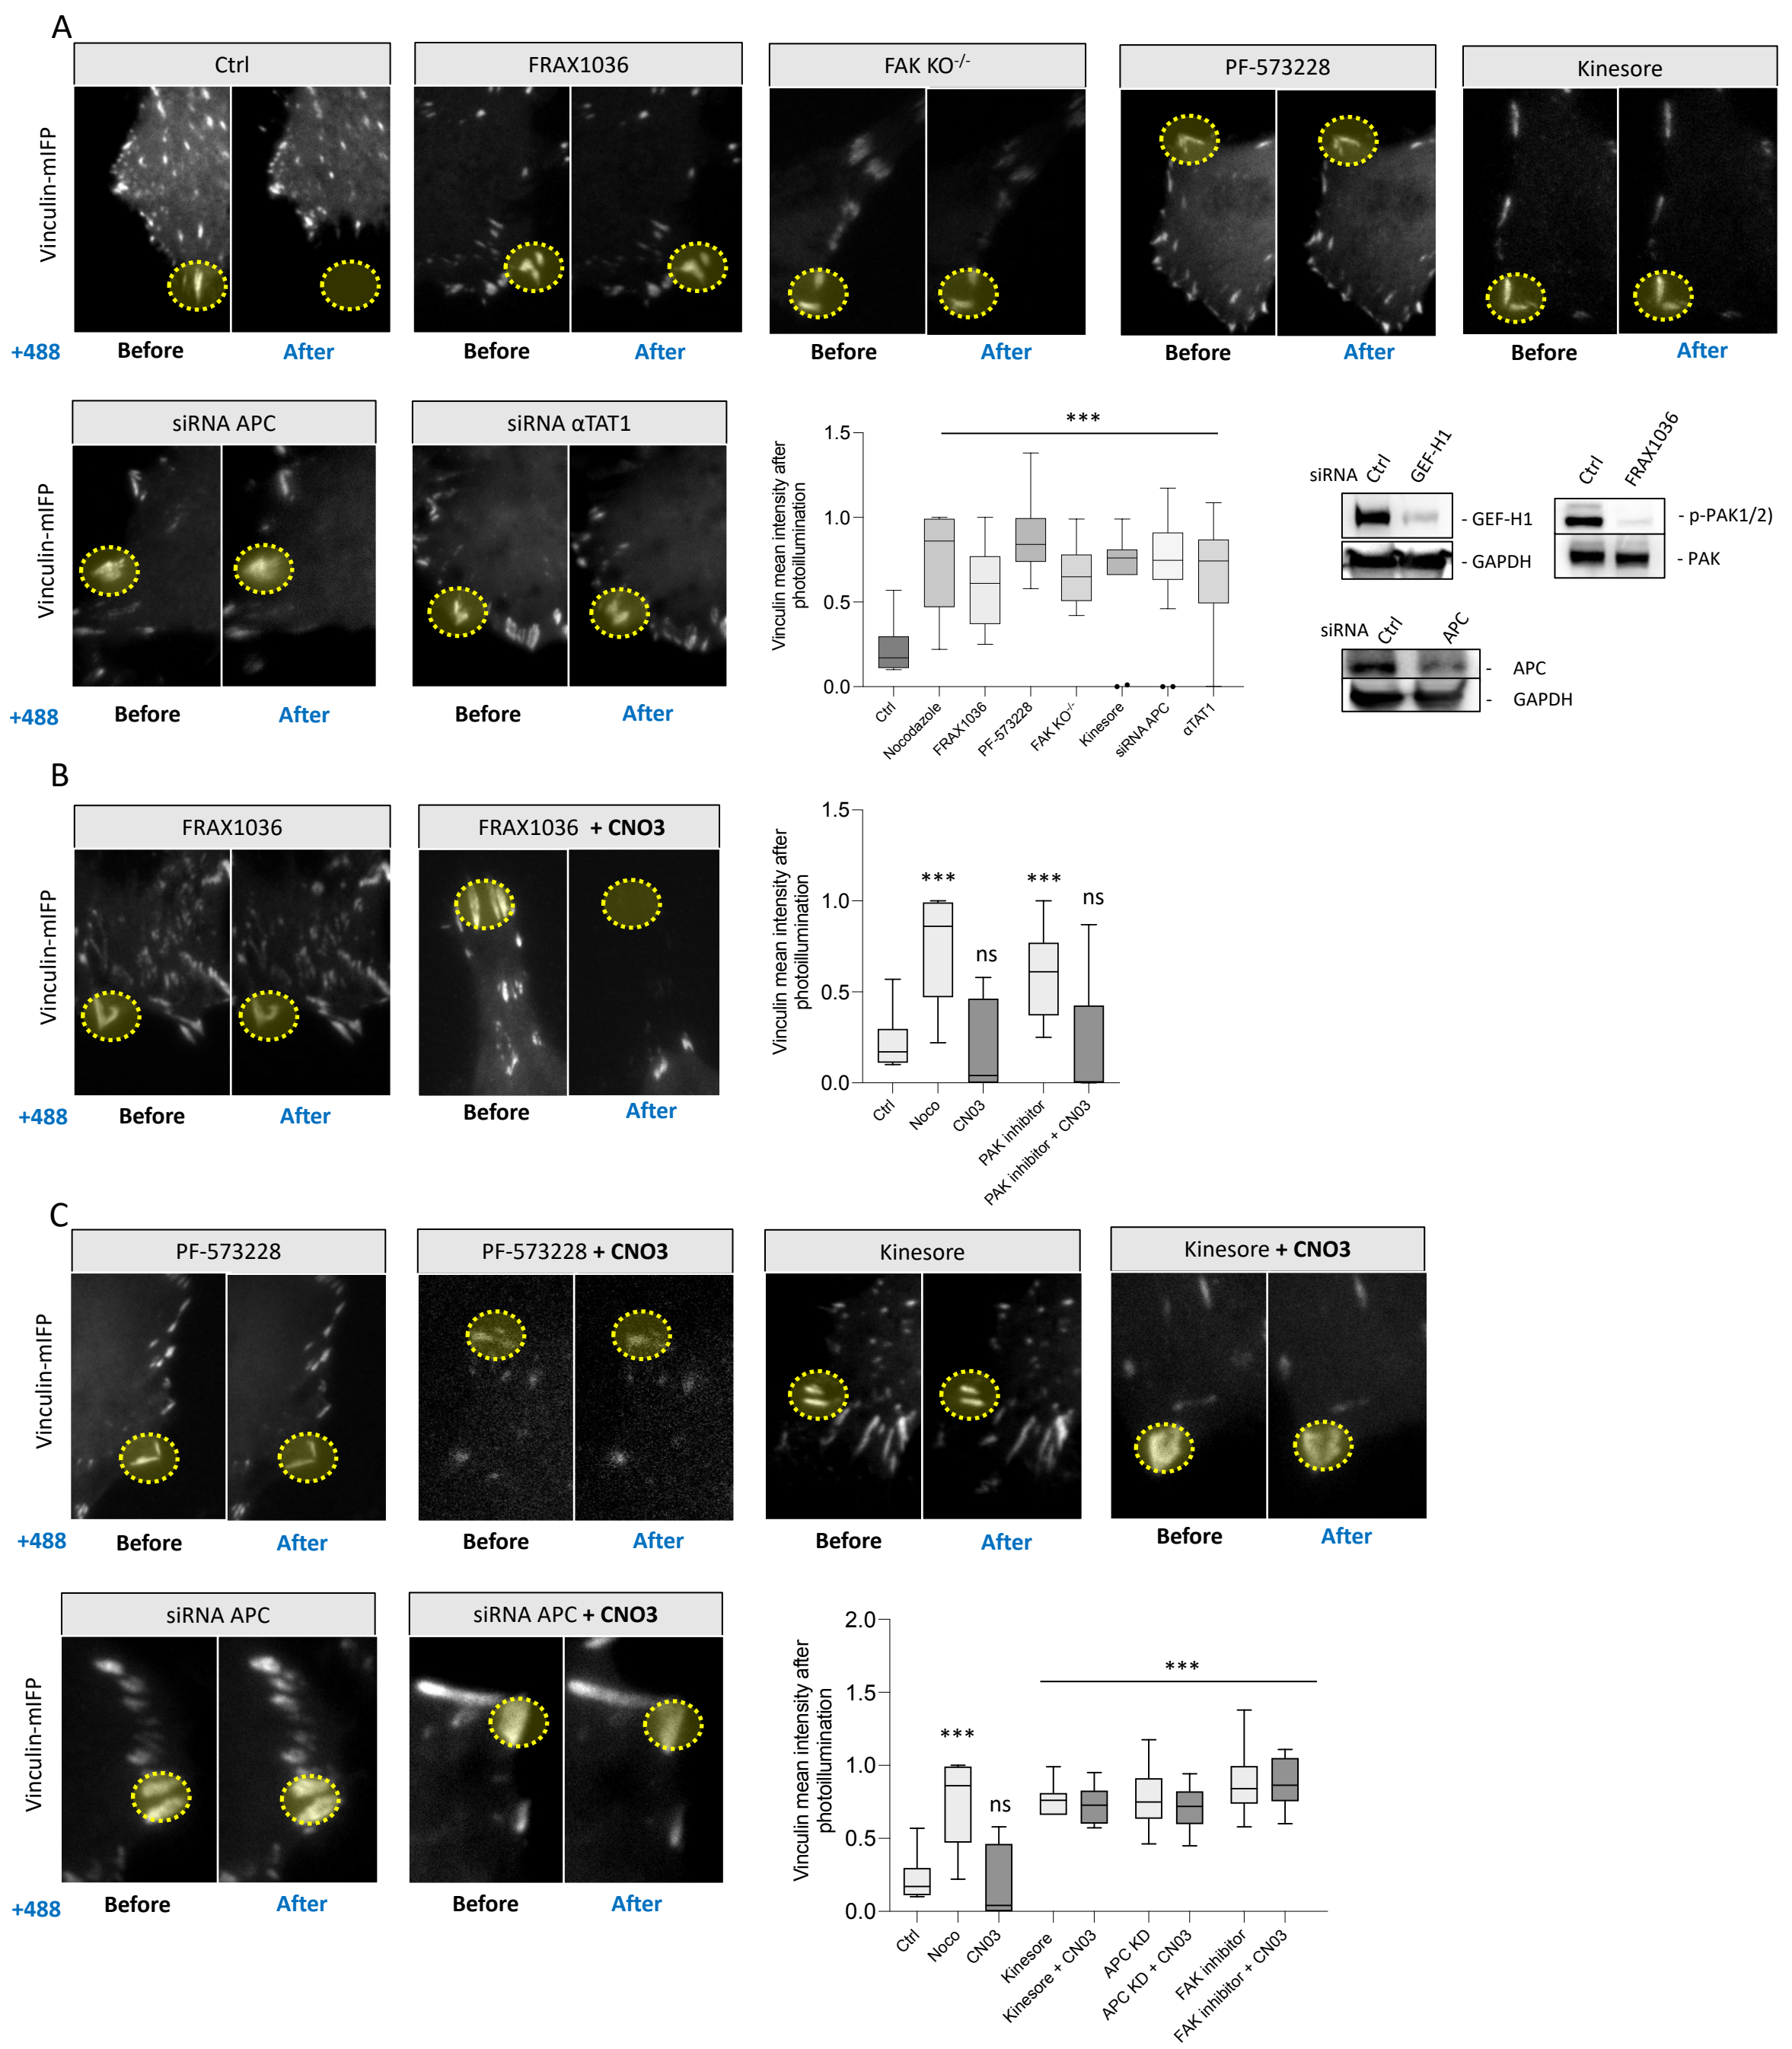 A
Ctrl
FRAX1036
FAK KO-/-
PF-573228
Kinesore
Vinculin-mIFP
+488
Before
After
Before
After
Before
After
Before
After
Before
After
siRNA APC
siRNA αTAT1
Vinculin-mIFP
+488
Before
After
Before
After
***
Vinculin mean intensity after
photoillumination
1.5
1.0
0.5
0.0
Ctrl
Nocodazole
FRAX1036
PF-573228
FAK KO-/-
Kinesore
siRNA APC
αTAT1
siRNA
Ctrl
GEF-H1
- GEF-H1
- GAPDH
Ctrl
FRAX1036
- p-PAK1/2)
- PAK
siRNA
Ctrl
APC
- APC
- GAPDH
B
FRAX1036
FRAX1036 + CNO3
Vinculin-mIFP
+488
Before
After
Before
After
Vinculin mean intensity after
photoillumination
1.5
1.0
0.5
0.0
***
ns
***
ns
Ctrl
Noco
CN03
PAK inhibitor
PAK inhibitor + CN03
C
PF-573228
PF-573228 + CNO3
Kinesore
Kinesore + CNO3
Vinculin-mIFP
+488
Before
After
Before
After
Before
After
Before
After
siRNA APC
siRNA APC + CNO3
Vinculin-mIFP
+488
Before
After
Before
After
Vinculin mean intensity after
photoillumination
2.0
1.5
1.0
0.5
0.0
***
ns
***
Ctrl
Noco
CN03
Kinesore
Kinesore + CN03
APC KD
APC KD + CN03
FAK inhibitor
FAK inhibitor + CN03